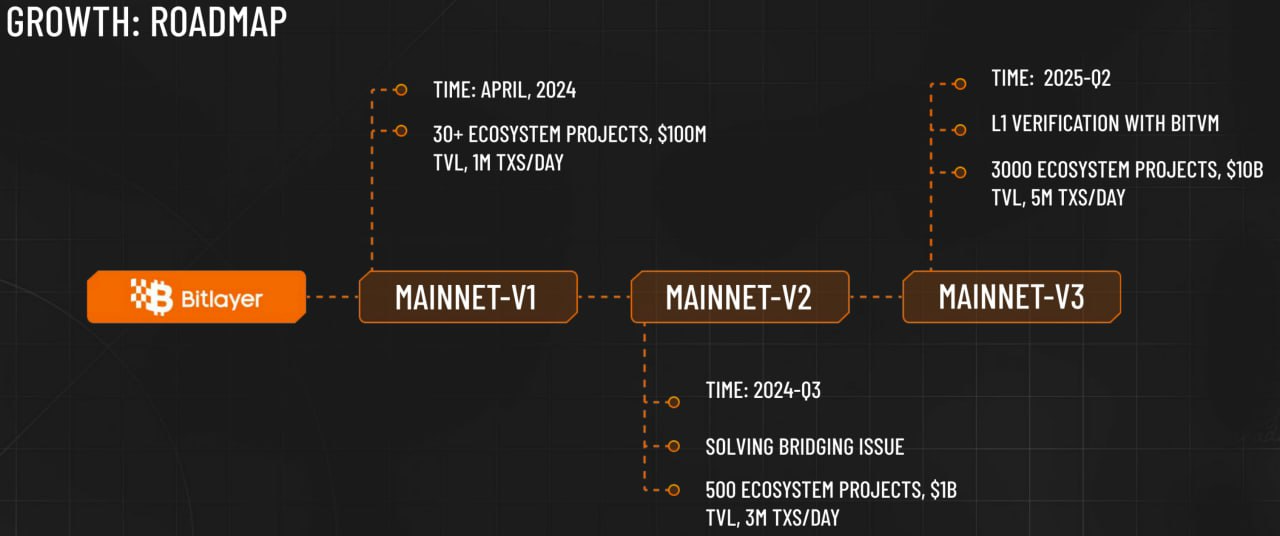 GROWTH: ROADMAP
TIME: APRIL, 2024
30+ ECOSYSTEM PROJECTS, $100M
TVL, 1M TXS/DAY
TIME: 2025-Q2
L1 VERIFICATION WITH BITVM
3000 ECOSYSTEM PROJECTS, $10B
TVL, 5M TXS/DAY
Bitlayer
MAINNET-V1
MAINNET-V2
MAINNET-V3
TIME: 2024-Q3
SOLVING BRIDGING ISSUE
500 ECOSYSTEM PROJECTS, $1B
TVL, 3M TXS/DAY